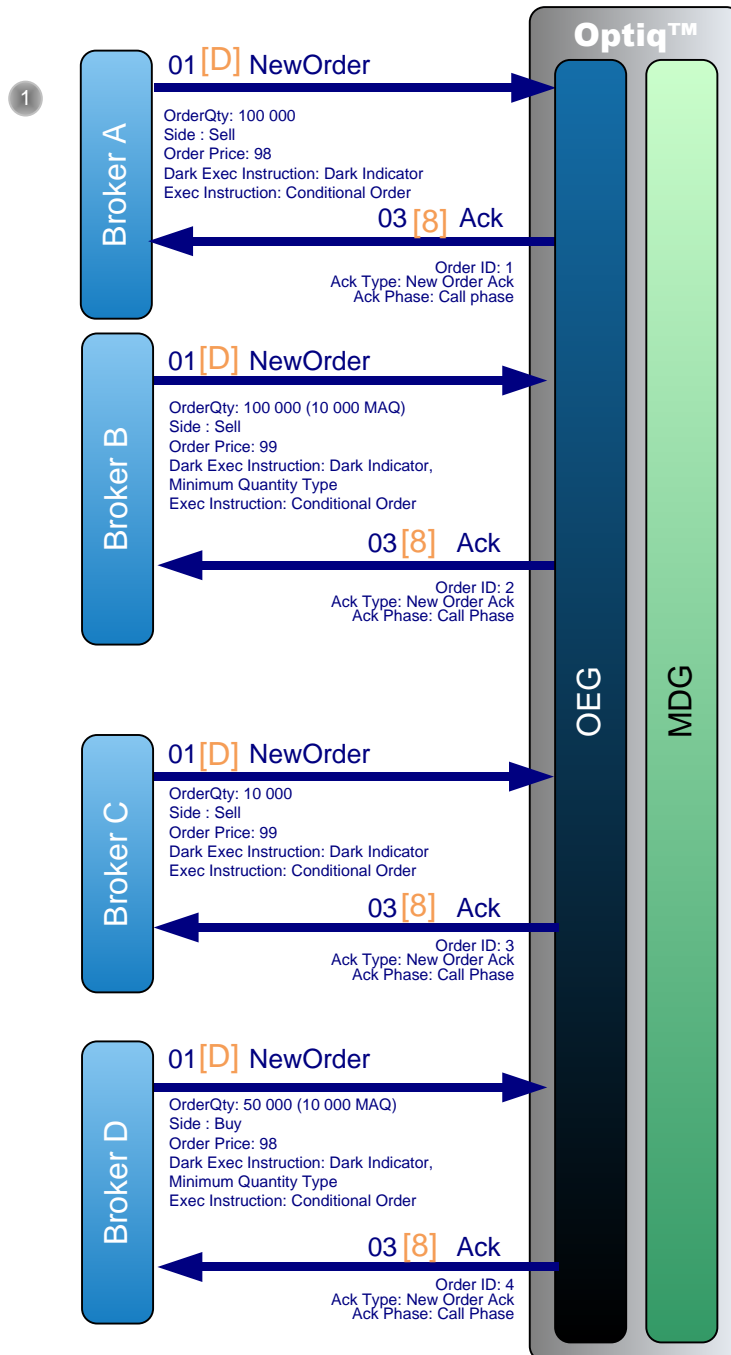 Optiq™
1
Broker A
01 [D] NewOrder
OrderQty: 100 000
Side : Sell
Order Price: 98
Dark Exec Instruction: Dark Indicator
Exec Instruction: Conditional Order
03 [8] Ack
Order ID: 1
Ack Type: New Order Ack
Ack Phase: Call phase
Broker B
01 [D] NewOrder
OrderQty: 100 000 (10 000 MAQ)
Side : Sell
Order Price: 99
Dark Exec Instruction: Dark Indicator,
Minimum Quantity Type
Exec Instruction: Conditional Order
03 [8] Ack
Order ID: 2
Ack Type: New Order Ack
Ack Phase: Call Phase
OEG
MDG
Broker C
01 [D] NewOrder
OrderQty: 10 000
Side : Sell
Order Price: 99
Dark Exec Instruction: Dark Indicator
Exec Instruction: Conditional Order
03 [8] Ack
Order ID: 3
Ack Type: New Order Ack
Ack Phase: Call Phase
Broker D
01 [D] NewOrder
OrderQty: 50 000 (10 000 MAQ)
Side : Buy
Order Price: 98
Dark Exec Instruction: Dark Indicator,
Minimum Quantity Type
Exec Instruction: Conditional Order
03 [8] Ack
Order ID: 4
Ack Type: New Order Ack
Ack Phase: Call Phase